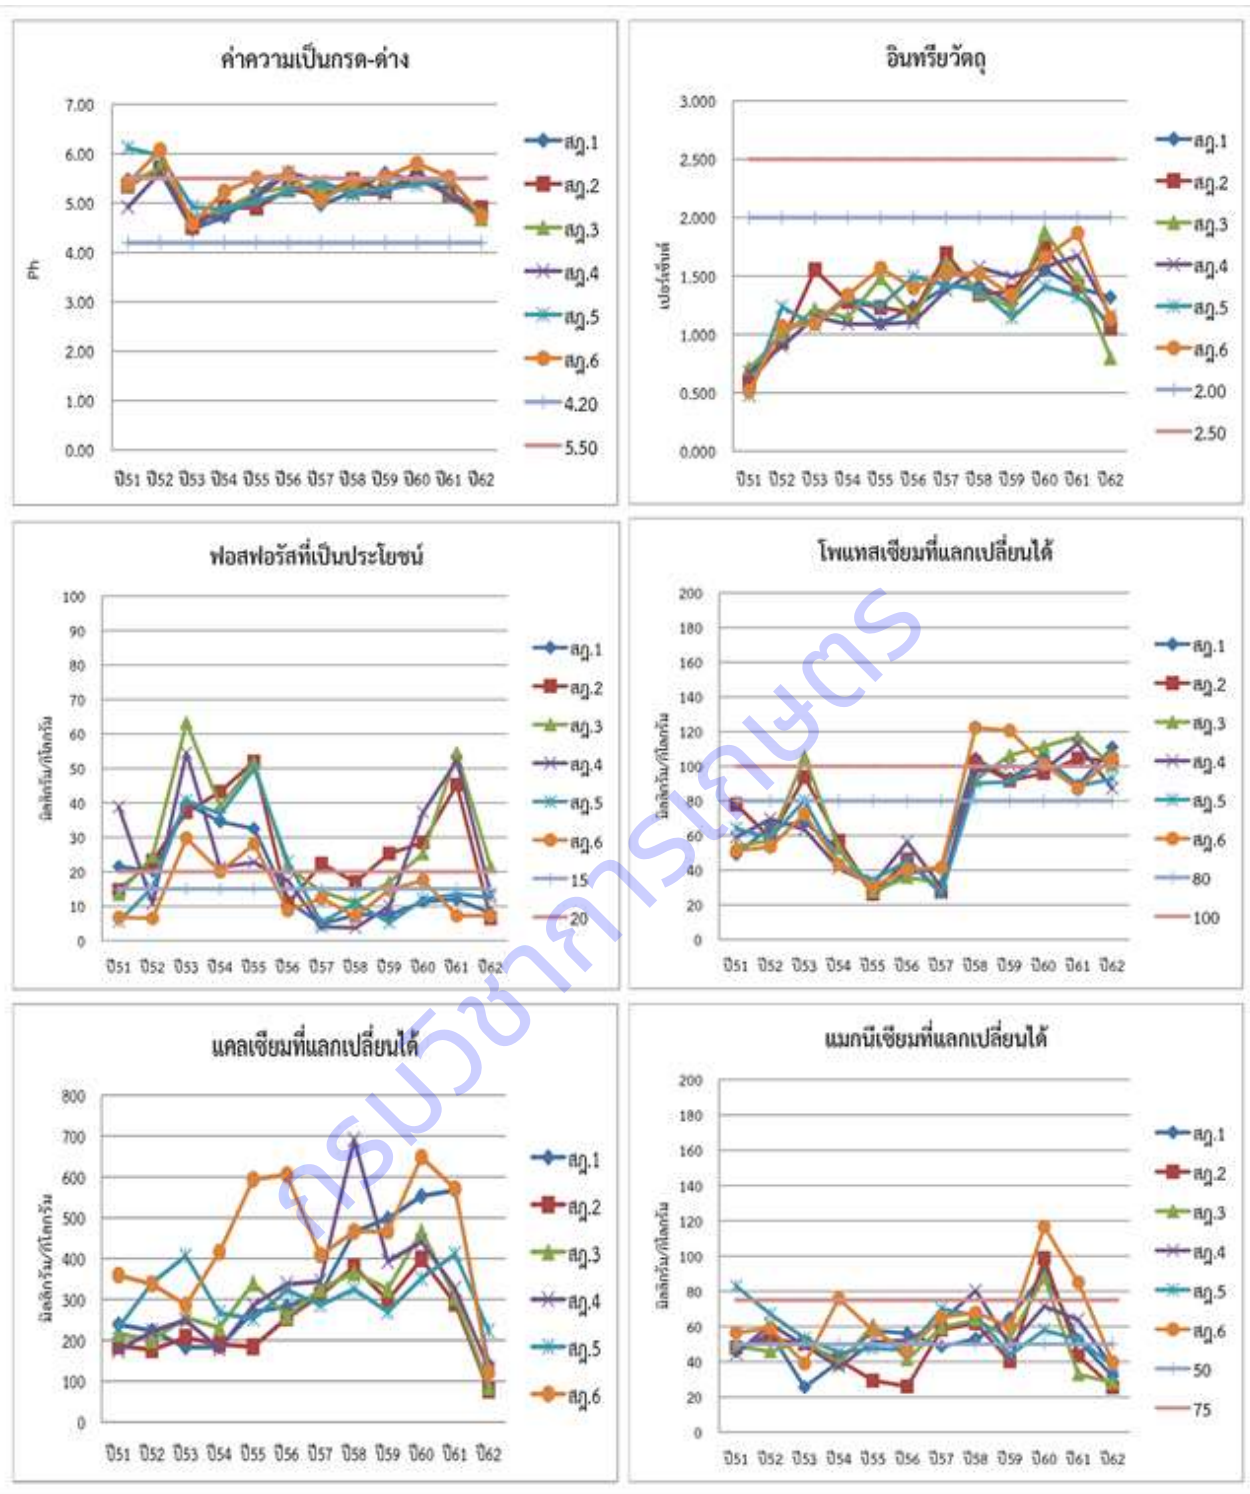 ค่าความเป็นกรด-ด่าง
Ph
7.00
6.00
5.00
4.00
3.00
2.00
1.00
0.00
ปี51 ปี52 ปี53 ปี54 ปี55 ปี56 ปี57 ปี58 ปี59 ปี60 ปี61 ปี62
สฎ.1
สฎ.2
สฎ.3
สฎ.4
สฎ.5
สฎ.6
4.20
5.50
อินทรียวัตถุ
เปอร์เซ็นต์
3.000
2.500
2.000
1.500
1.000
0.500
0.000
ปี51 ปี52 ปี53 ปี54 ปี55 ปี56 ปี57 ปี58 ปี59 ปี60 ปี61 ปี62
สฎ.1
สฎ.2
สฎ.3
สฎ.4
สฎ.5
สฎ.6
2.00
2.50
ฟอสฟอรัสที่เป็นประโยชน์
มิลลิกรัม/กิโลกรัม
100
90
80
70
60
50
40
30
20
10
0
ปี51 ปี52 ปี53 ปี54 ปี55 ปี56 ปี57 ปี58 ปี59 ปี60 ปี61 ปี62
สฎ.1
สฎ.2
สฎ.3
สฎ.4
สฎ.5
สฎ.6
15
20
โพแทสเซียมที่แลกเปลี่ยนได้
มิลลิกรัม/กิโลกรัม
200
180
160
140
120
100
80
60
40
20
0
ปี51 ปี52 ปี53 ปี54 ปี55 ปี56 ปี57 ปี58 ปี59 ปี60 ปี61 ปี62
สฎ.1
สฎ.2
สฎ.3
สฎ.4
สฎ.5
สฎ.6
80
100
แคลเซียมที่แลกเปลี่ยนได้
มิลลิกรัม/กิโลกรัม
800
700
600
500
400
300
200
100
0
ปี51 ปี52 ปี53 ปี54 ปี55 ปี56 ปี57 ปี58 ปี59 ปี60 ปี61 ปี62
สฎ.1
สฎ.2
สฎ.3
สฎ.4
สฎ.5
สฎ.6
แมกนีเซียมที่แลกเปลี่ยนได้
มิลลิกรัม/กิโลกรัม
200
180
160
140
120
100
80
60
40
20
0
ปี51 ปี52 ปี53 ปี54 ปี55 ปี56 ปี57 ปี58 ปี59 ปี60 ปี61 ปี62
สฎ.1
สฎ.2
สฎ.3
สฎ.4
สฎ.5
สฎ.6
50
75
กรมวิชาการเกษตร